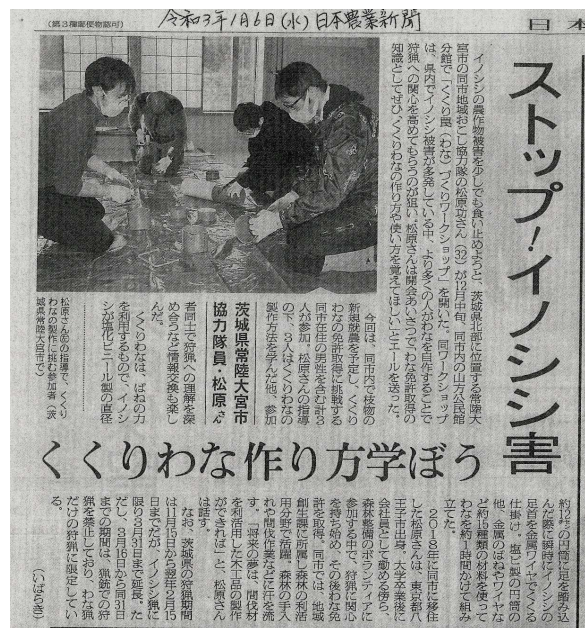 (第3種郵便物認可)
令和3年1月6日(水)日本農業新聞
日本
ストップ!イノシシ害
イノシシの農作物被害を少しでも食い止めようと、茨城県北部に位置する常陸大
宮市の同市地域おこし協力隊の松原功さん(32)が12月中旬、同市内の山方公民館
分館で「くくり罠(わな)づくりワークショップ」を開いた。同ワークショップ
は、県内でイノシシ被害が多発している中、より多くの人がわなを自作することで
狩猟への関心を高めてもらうのが狙い。松原さんは開会あいさつで「わな免許取得の
知識としてぜひ、くくりわなの作り方や使い方を覚えてほしい」とエールを送った。
くくりわな作り方学ぼう
茨城県常陸大宮市
協力隊員・松原さん
今回は、同市内で枝物の
新規就農を予定し、くくり
わなの免許取得に挑戦する
同市在住の男性を含む計3
人が参加。松原さんの指導
の下、3人はくくりわなの
製作方法を学んだ他、参加
者同士で狩猟への理解を深
め合うなど情報交換も楽し
んだ。
くくりわなは、ばねの力
を利用するもので、イノシ
シが塩化ビニール製の直径
約12㌢の円筒に足を踏み込
んだ際に瞬時にイノシシの
足首を金属ワイヤでくくる
仕掛け。塩ビ製の円筒の
他、金属のばねやワイヤな
ど約15種類の材料を使って
わなを約1時間かけて組み
立てた。
2018年に同市に移住
した松原さんは、東京都八
王子市出身。大学卒業後に
会社員として勤める傍ら、
森林整備のボランティアに
参加する中で、狩猟に関心
を持ち始め、その後わな免
許を取得。同市では、地域
創生課に所属し森林の利活
用分野で活躍。森林の手入
れや間伐作業などに汗を流
す。「将来の夢は、間伐材
を利活用した木工品の製作
ができれば」と、松原さん
は話す。
なお、茨城県の狩猟期間
は11月15日から翌年2月15
日までだが、イノシシ猟に
限り3月31日まで延長。た
だし、3月16日から同31日
までの期間は、猟銃での狩
猟を禁止しており、わな猟
だけの狩猟に限定してい
る。
(いばらき)
松原さん㊨の指導で、くくり
わなの製作に挑む参加者(茨
城県常陸大宮市で)